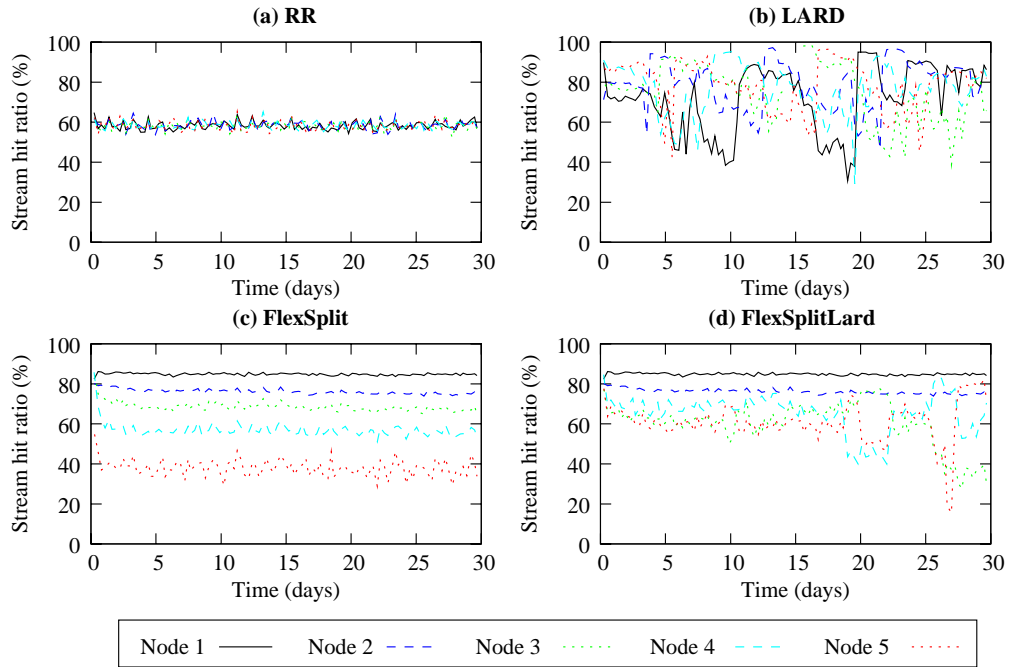 (a) RR
Stream hit ratio (%)
100
80
60
40
20
0
0 5 10 15 20 25 30
Time (days)
(b) LARD
Stream hit ratio (%)
100
80
60
40
20
0
0 5 10 15 20 25 30
Time (days)
(c) FlexSplit
Stream hit ratio (%)
100
80
60
40
20
0
0 5 10 15 20 25 30
Time (days)
(d) FlexSplitLard
Stream hit ratio (%)
100
80
60
40
20
0
0 5 10 15 20 25 30
Time (days)
Node 1 Node 2 Node 3 Node 4 Node 5